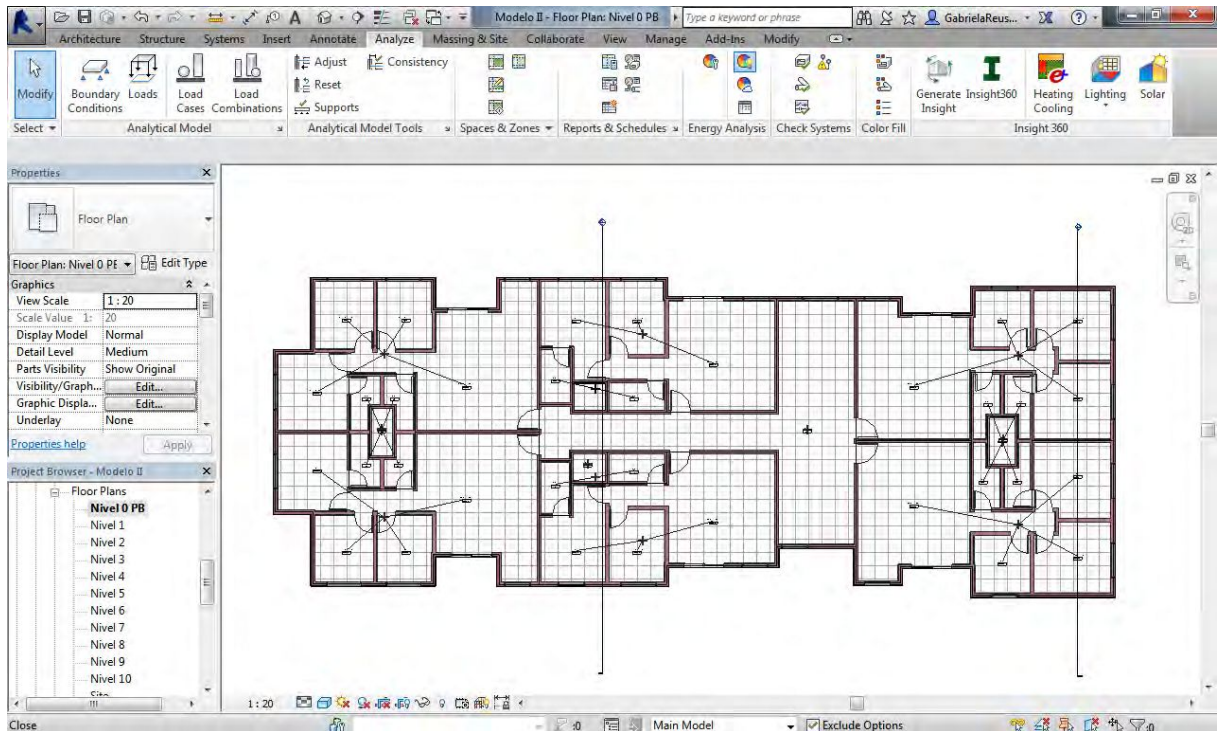 Modelo II - Floor Plan: Nivel 0 PB
Type a keyword or phrase
GabrielaReus...
Architecture Structure Systems Insert Annotate Analyze Massing & Site Collaborate View Manage Add-Ins Modify
Modify
Boundary Conditions
Loads
Load Cases
Load Combinations
Adjust
Consistency
Reset
Supports
Generate Insight
Insight360
Heating Cooling
Lighting
Solar
Select Analytical Model Analytical Model Tools Spaces & Zones Reports & Schedules Energy Analysis Check Systems Color Fill Insight 360
Properties
Floor Plan
Floor Plan: Nivel 0 PE
Edit Type
Graphics
View Scale 1 : 20
Scale Value 1: 20
Display Model Normal
Detail Level Medium
Parts Visibility Show Original
Visibility/Graph... Edit...
Graphic Displa... Edit...
Underlay None
Properties help Apply
Project Browser - Modelo II
Floor Plans
Nivel 0 PB
Nivel 1
Nivel 2
Nivel 3
Nivel 4
Nivel 5
Nivel 6
Nivel 7
Nivel 8
Nivel 9
Nivel 10
1 : 20
Close
:0
Main Model
Exclude Options
:0